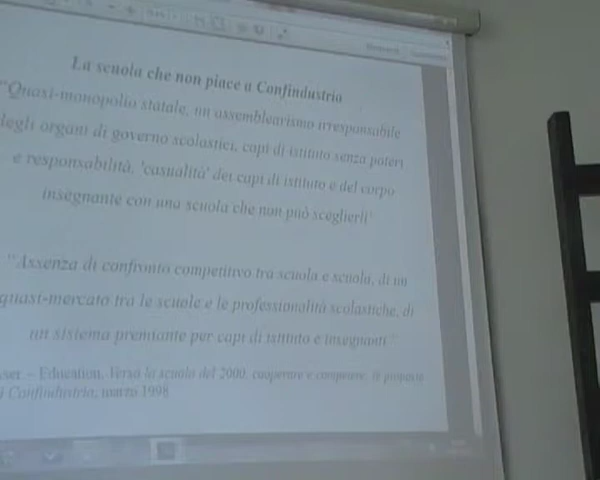 La scuola che non piace a Confindustria
"Quasi-monopolio statale, un assemblearismo irresponsabile
degli organi di governo scolastici, capi di istituto senza poteri
e responsabilità, 'casualità' dei capi di istituto e del corpo
insegnante con una scuola che non può sceglierli"
"Assenza di confronto competitivo tra scuola e scuola, di un
quasi-mercato tra le scuole e le professionalità scolastiche, di
un sistema premiante per capi di istituto e insegnanti "
– Education, Verso la scuola del 2000. cooperare e competere. le proposte
di Confindustria, marzo 1998